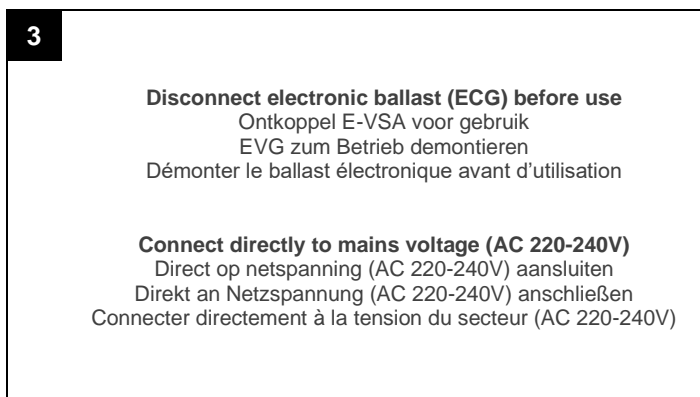 3
Disconnect electronic ballast (ECG) before use
Ontkoppel E-VSA voor gebruik
EVG zum Betrieb demontieren
Démonter le ballast électronique avant d’utilisation
Connect directly to mains voltage (AC 220-240V)
Direct op netspanning (AC 220-240V) aansluiten
Direkt an Netzspannung (AC 220-240V) anschließen
Connecter directement à la tension du secteur (AC 220-240V)